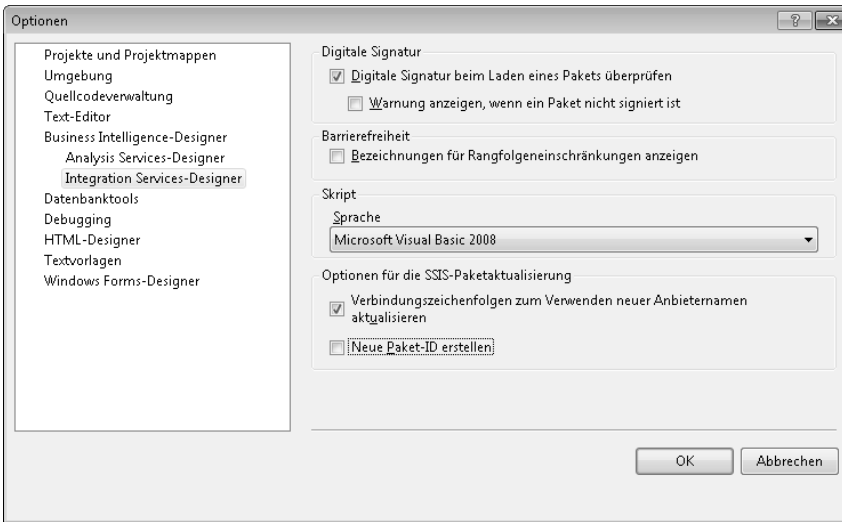 Optionen
Projekte und Projektmappen
Umgebung
Quellcodeverwaltung
Text-Editor
Business Intelligence-Designer
Analysis Services-Designer
Integration Services-Designer
Datenbanktools
Debugging
HTML-Designer
Textvorlagen
Windows Forms-Designer
Digitale Signatur
Digitale Signatur beim Laden eines Pakets überprüfen
Warnung anzeigen, wenn ein Paket nicht signiert ist
Barrierefreiheit
Bezeichnungen für Rangfolgeneinschränkungen anzeigen
Skript
Sprache
Microsoft Visual Basic 2008
Optionen für die SSIS-Paketaktualisierung
Verbindungszeichenfolgen zum Verwenden neuer Anbieternamen
aktualisieren
Neue Paket-ID erstellen
OK
Abbrechen